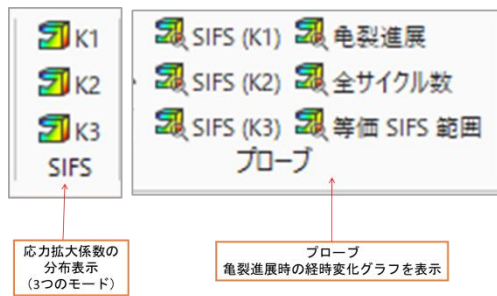 K1
K2
K3
SIFS
SIFS (K1) 亀裂進展
SIFS (K2) 全サイクル数
SIFS (K3) 等価 SIFS 範囲
プローブ
応力拡大係数の
分布表示
(3つのモード)
プローブ
亀裂進展時の経時変化グラフを表示